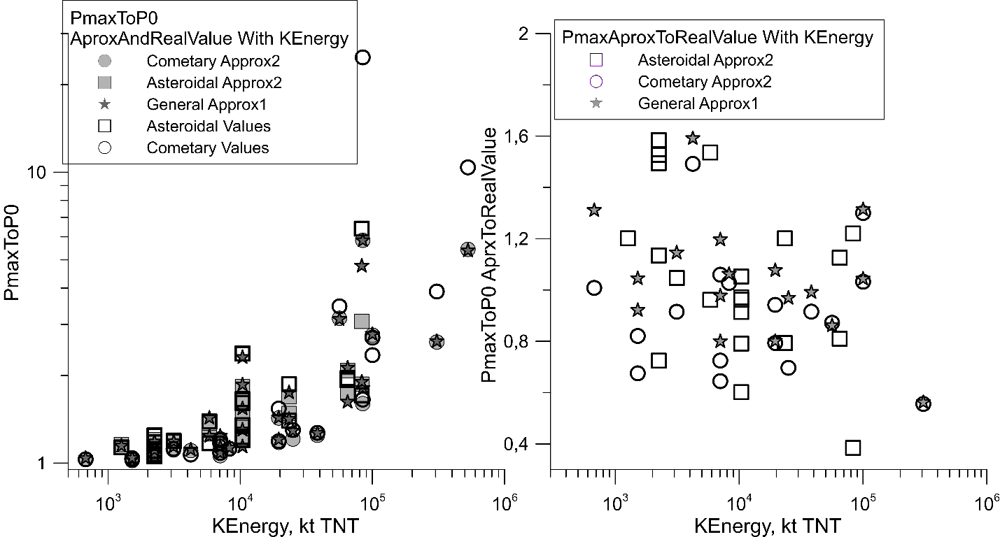 PmaxToP0
AproxAndRealValue With KEnergy
Cometary Approx2
Asteroidal Approx2
General Approx1
Asteroidal Values
Cometary Values
10
1
PmaxToP0
10³
10⁴
10⁵
10⁶
KEnergy, kt TNT
PmaxAproxToRealValue With KEnergy
Asteroidal Approx2
Cometary Approx2
General Approx1
2
1,6
1,2
0,8
0,4
PmaxToP0 AprxToRealValue
10³
10⁴
10⁵
10⁶
KEnergy, kt TNT